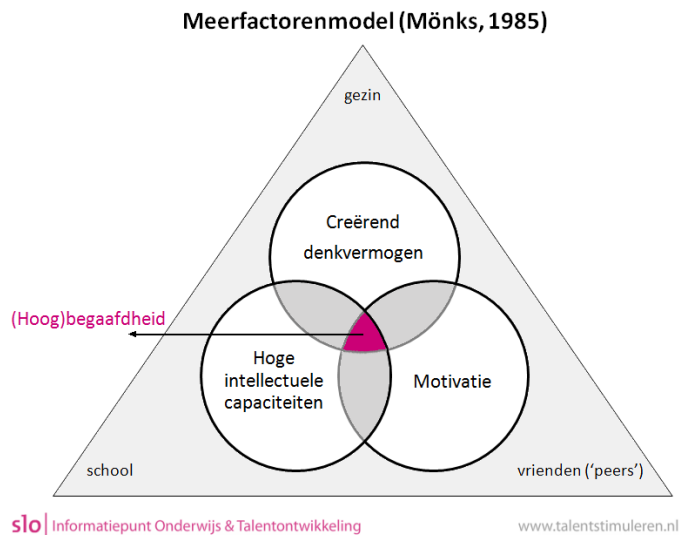 Meerfactorenmodel (Mönks, 1985)
gezin
Creërend
denkvermogen
(Hoog)begaafdheid
Hoge
intellectuele
capaciteiten
Motivatie
school
vrienden (‘peers’)
slo | Informatiepunt Onderwijs & Talentontwikkeling
www.talentstimuleren.nl